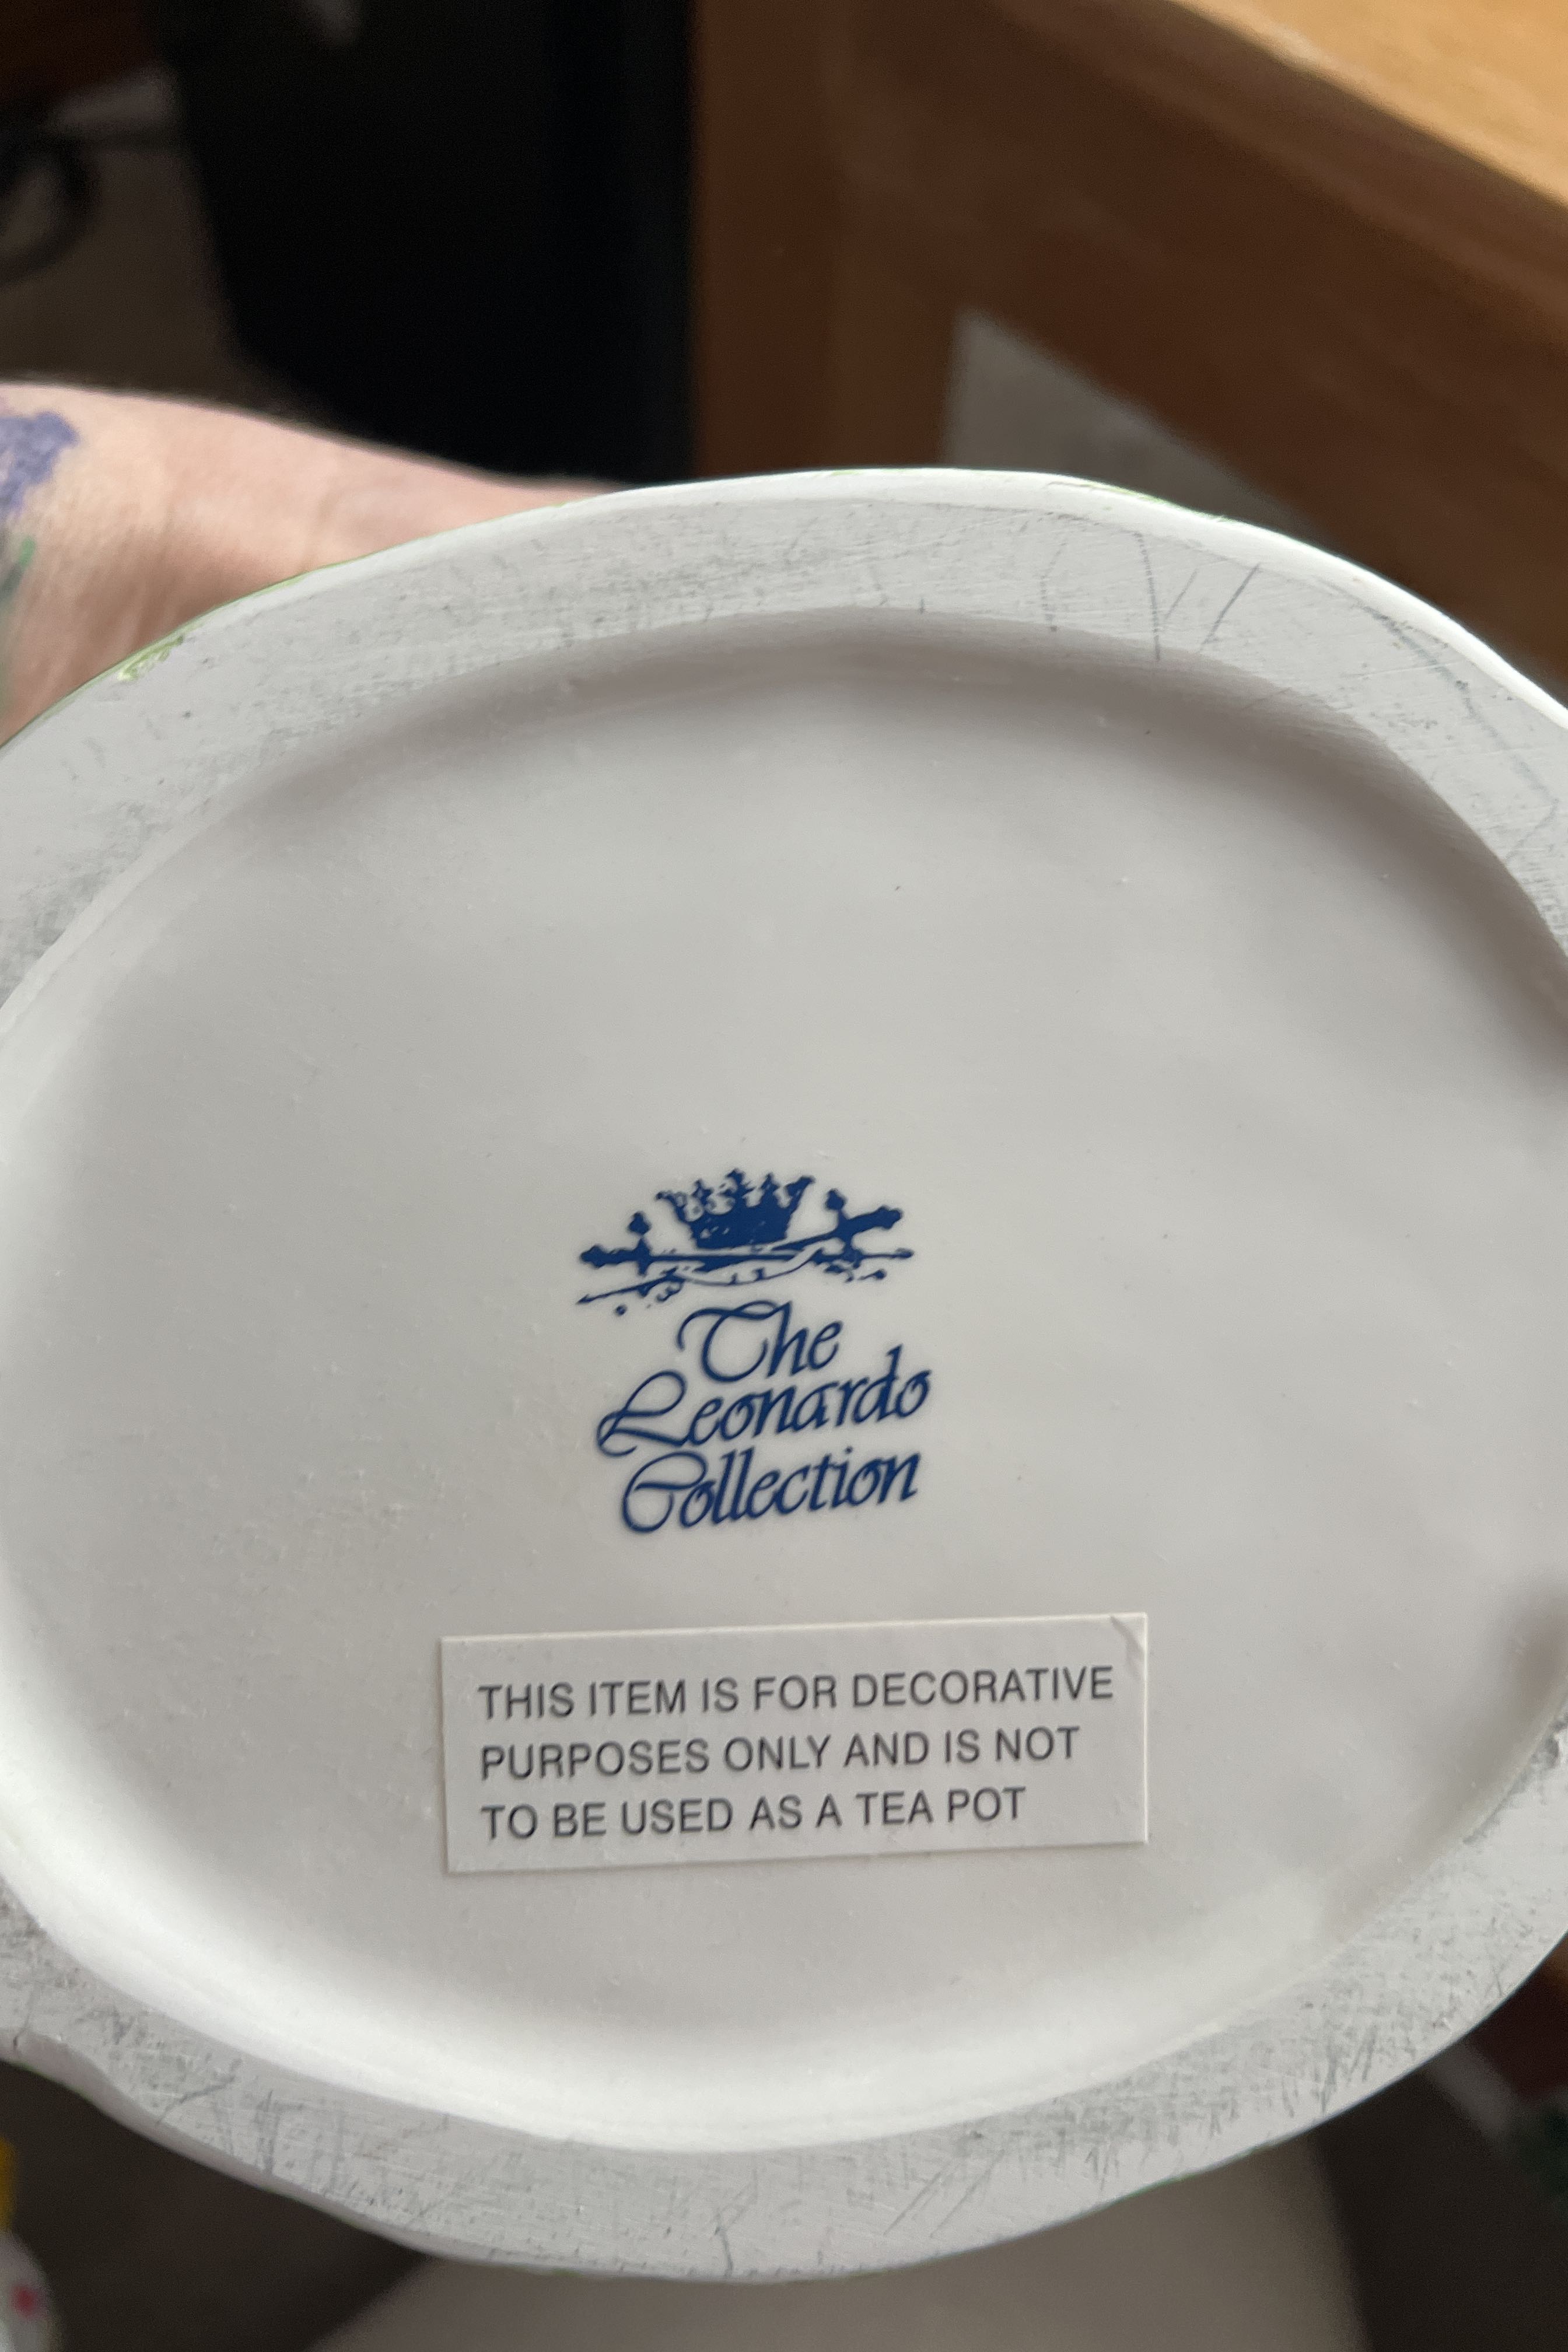 The
Leonardo
Collection
THIS ITEM IS FOR DECORATIVE
PURPOSES ONLY AND IS NOT
TO BE USED AS A TEA POT